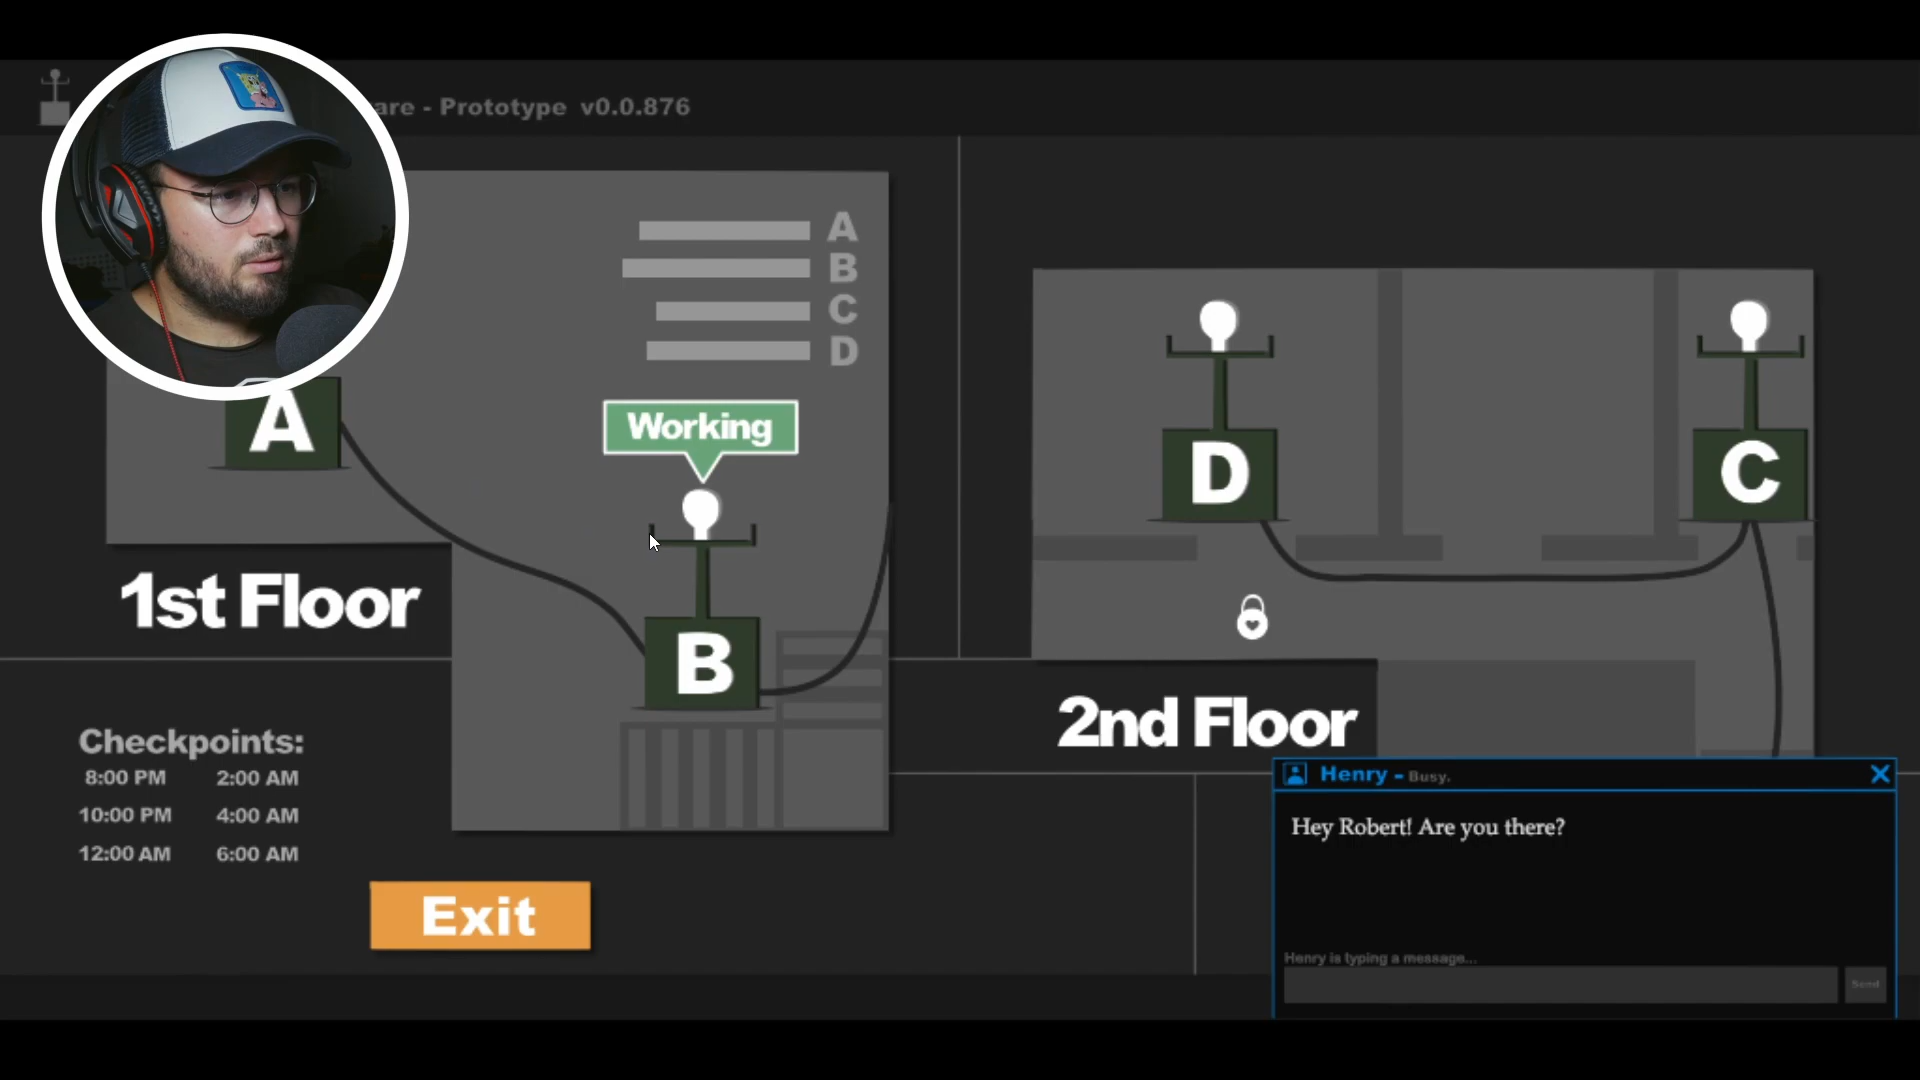 are - Prototype v0.0.876
A
B
C
D
Working
A
B
D
C
1st Floor
2nd Floor
Checkpoints:
8:00 PM 2:00 AM
10:00 PM 4:00 AM
12:00 AM 6:00 AM
Exit
Henry - Busy.
Hey Robert! Are you there?
Henry is typing a message...
Send